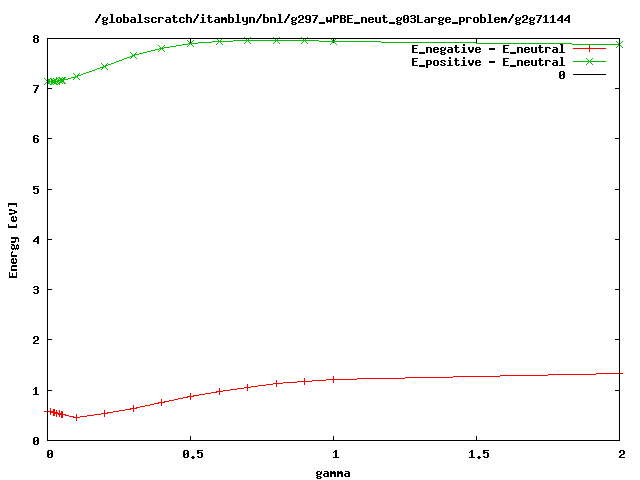 /globalscratch/itamblyn/bnl/g297_wPBE_neut_g03Large_problem/g2g71144
E_negative - E_neutral
E_positive - E_neutral
0
8
7
6
5
4
3
2
1
0
Energy [eV]
0 0.5 1 1.5 2
gamma